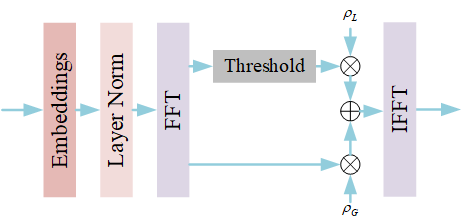 Embeddings
Layer Norm
FFT
Threshold
ρL
ρG
IFFT